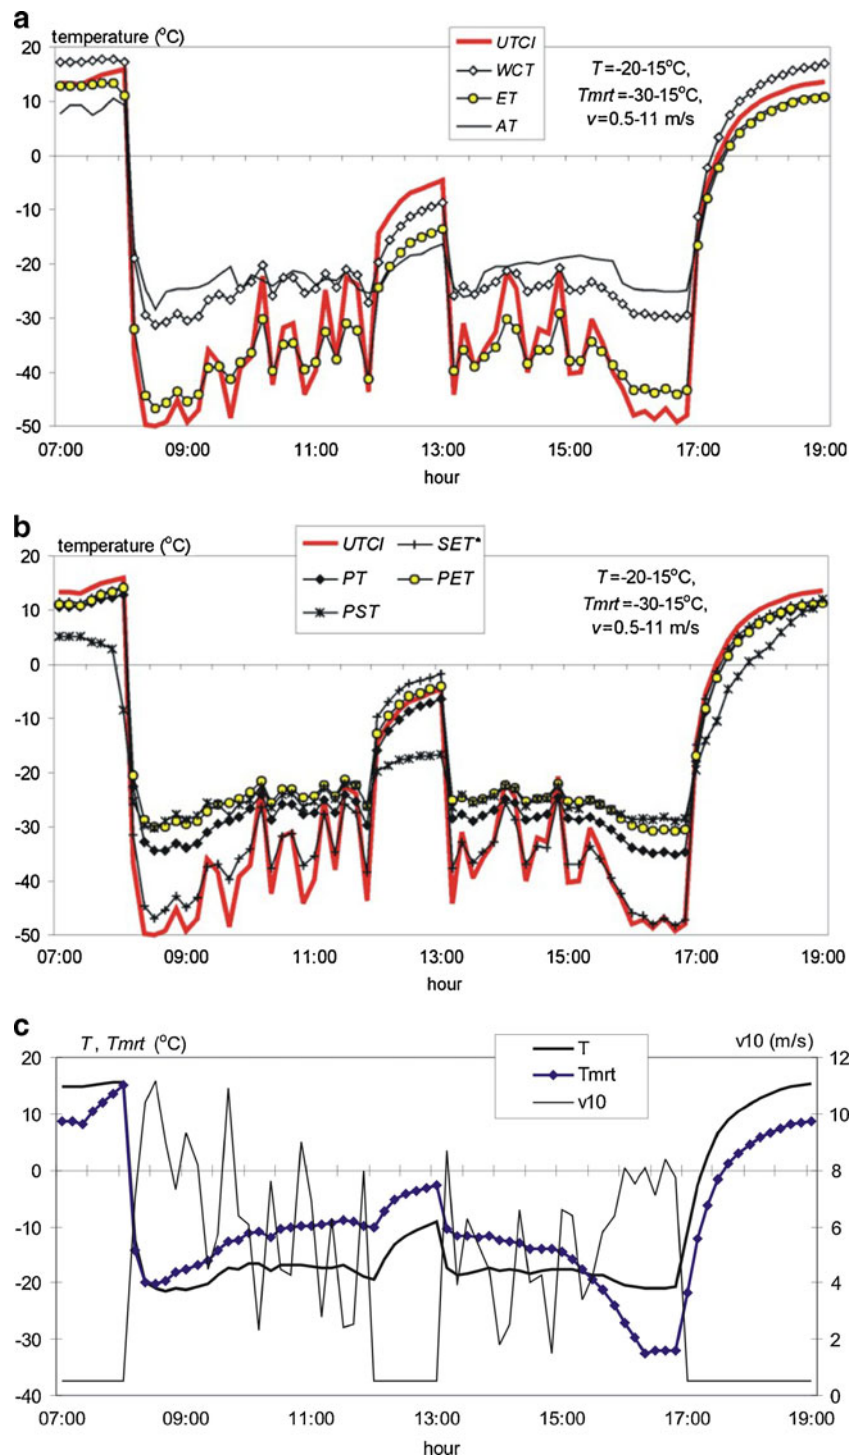 a
temperature (°C)
UTCI
WCT
ET
AT
T=-20-15°C,
Tmrt=-30-15°C,
v=0.5-11 m/s
20
10
0
-10
-20
-30
-40
-50
07:00 09:00 11:00 13:00 15:00 17:00 19:00
hour
b
temperature (°C)
UTCI SET*
PT PET
PST
T=-20-15°C,
Tmrt=-30-15°C,
v=0.5-11 m/s
20
10
0
-10
-20
-30
-40
-50
07:00 09:00 11:00 13:00 15:00 17:00 19:00
hour
c
T, Tmrt (°C)
T
Tmrt
v10
v10 (m/s)
20 12
10 10
0 8
-10 6
-20 4
-30 2
-40 0
07:00 09:00 11:00 13:00 15:00 17:00 19:00
hour